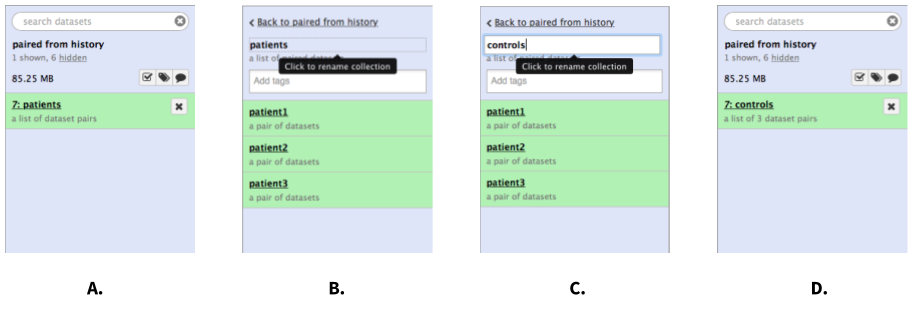 search datasets
paired from history
1 shown, 6 hidden
85.25 MB
7: patients
a list of dataset pairs
A.
Back to paired from history
patients
a list of paired datasets
Click to rename collection
Add tags
patient1
a pair of datasets
patient2
a pair of datasets
patient3
a pair of datasets
B.
Back to paired from history
controls
a list of paired datasets
Click to rename collection
Add tags
patient1
a pair of datasets
patient2
a pair of datasets
patient3
a pair of datasets
C.
search datasets
paired from history
1 shown, 6 hidden
85.25 MB
7: controls
a list of 3 dataset pairs
D.